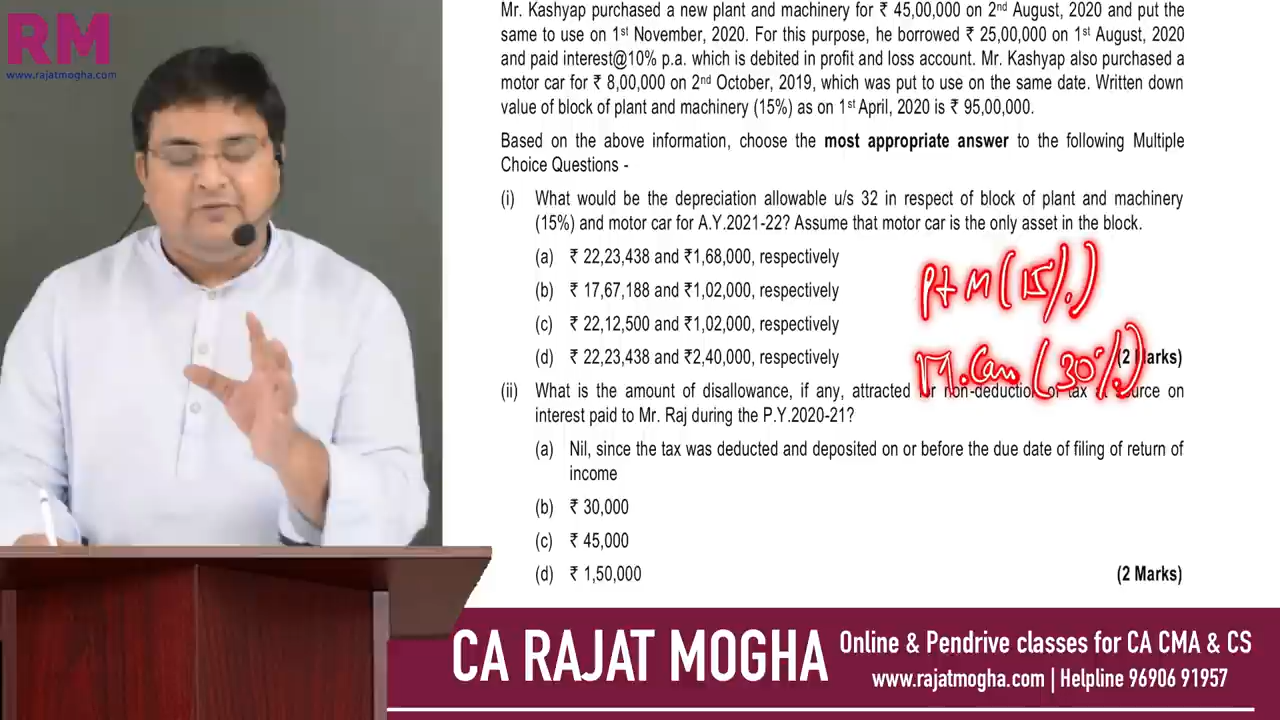 RM
www.rajatmogha.com
Mr. Kashyap purchased a new plant and machinery for ₹ 45,00,000 on 2nd August, 2020 and put the
same to use on 1st November, 2020. For this purpose, he borrowed ₹ 25,00,000 on 1st August, 2020
and paid interest@10% p.a. which is debited in profit and loss account. Mr. Kashyap also purchased a
motor car for ₹ 8,00,000 on 2nd October, 2019, which was put to use on the same date. Written down
value of block of plant and machinery (15%) as on 1st April, 2020 is ₹ 95,00,000.
Based on the above information, choose the most appropriate answer to the following Multiple
Choice Questions -
(i) What would be the depreciation allowable u/s 32 in respect of block of plant and machinery
(15%) and motor car for A.Y.2021-22? Assume that motor car is the only asset in the block.
(a) ₹ 22,23,438 and ₹1,68,000, respectively
(b) ₹ 17,67,188 and ₹1,02,000, respectively
(c) ₹ 22,12,500 and ₹1,02,000, respectively
(d) ₹ 22,23,438 and ₹2,40,000, respectively (2 Marks)
P+M (15%)
M.Car (30%)
(ii) What is the amount of disallowance, if any, attracted for non-deduction of tax at source on
interest paid to Mr. Raj during the P.Y.2020-21?
(a) Nil, since the tax was deducted and deposited on or before the due date of filing of return of
income
(b) ₹ 30,000
(c) ₹ 45,000
(d) ₹ 1,50,000 (2 Marks)
CA RAJAT MOGHA
Online & Pendrive classes for CA CMA & CS
www.rajatmogha.com | Helpline 96906 91957